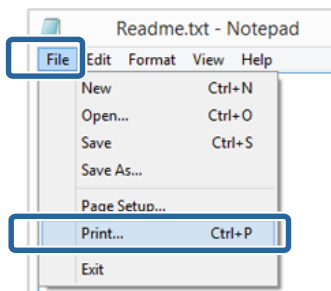 Readme.txt - Notepad
File Edit Format View Help
New Ctrl+N
Open... Ctrl+O
Save Ctrl+S
Save As...
Page Setup...
Print... Ctrl+P
Exit